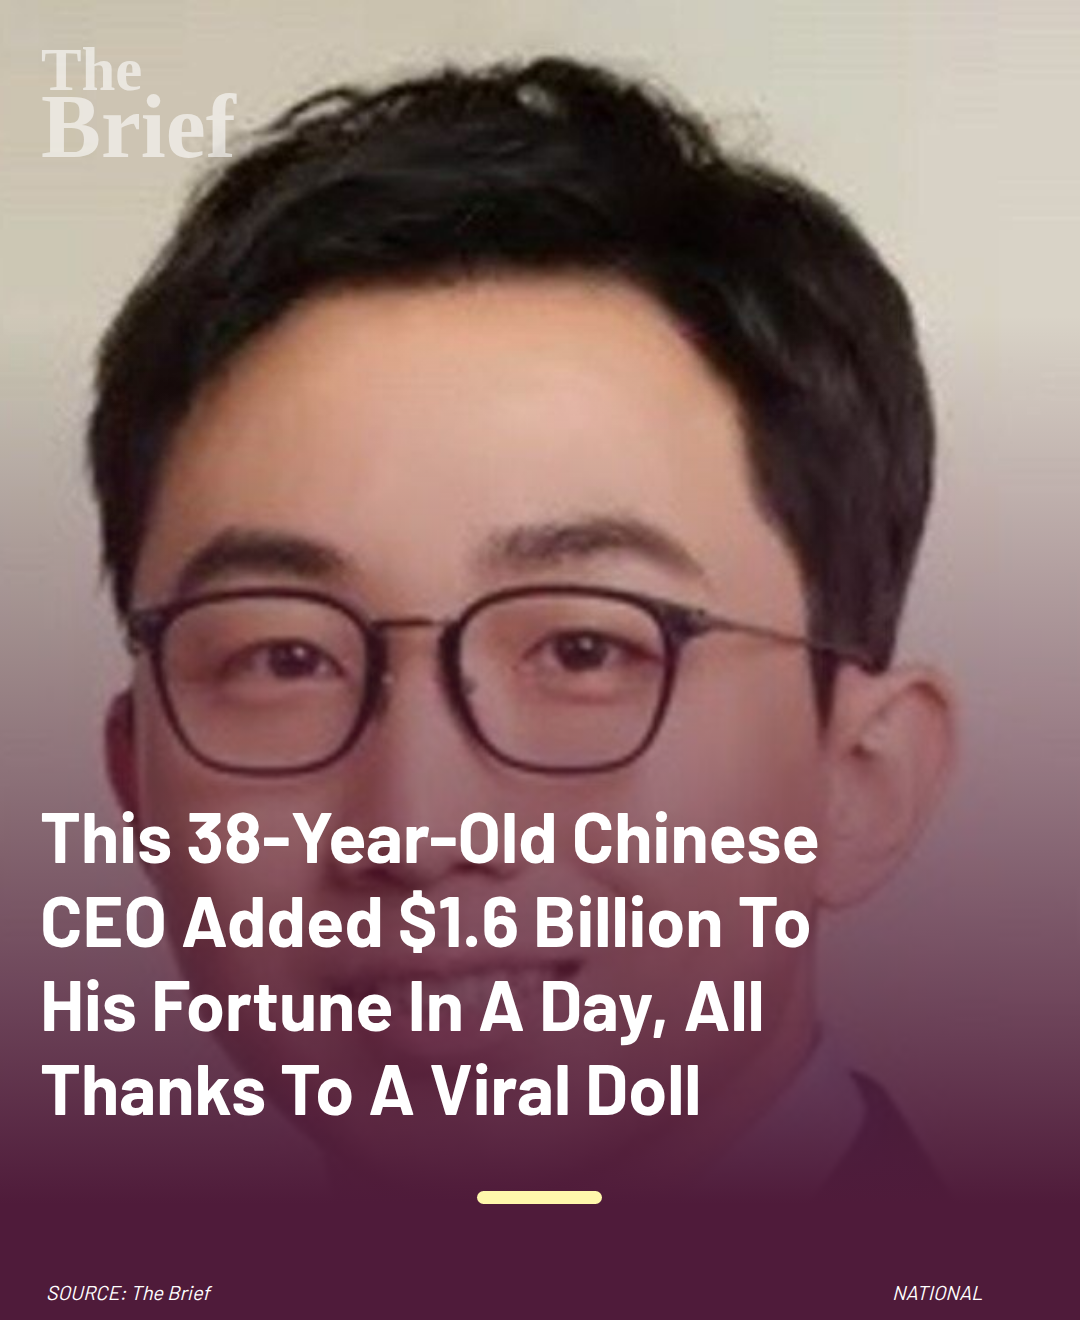 The
Brief
This 38-Year-Old Chinese
CEO Added $1.6 Billion To
His Fortune In A Day, All
Thanks To A Viral Doll
SOURCE: The Brief
NATIONAL